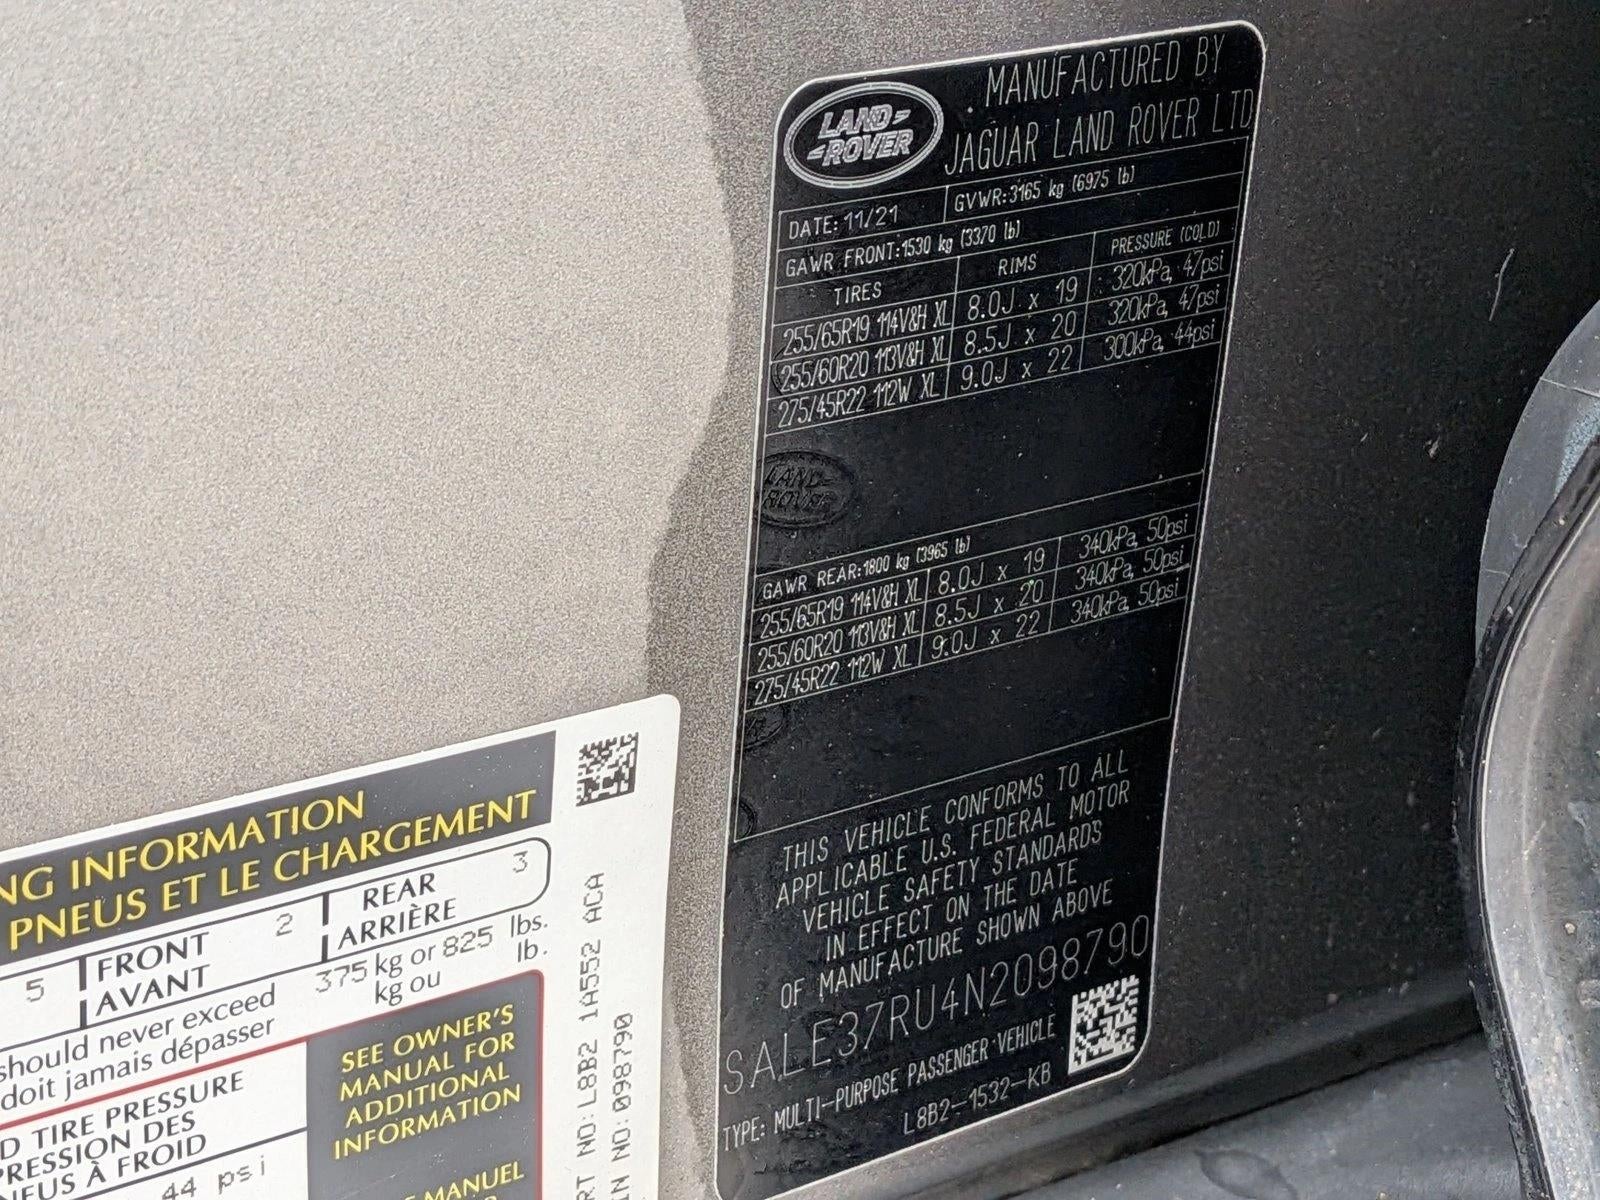 LAND-
-ROVER
MANUFACTURED BY
JAGUAR LAND ROVER LTD
DATE: 11/21 GVWR:3165 kg (6975 lb)
GAWR FRONT:1530 kg (3370 lb)
TIRES RIMS PRESSURE (COLD)
255/65R19 114V&H XL 8.0J x 19 320kPa, 47psi
255/60R20 113V&H XL 8.5J x 20 320kPa, 47psi
275/45R22 112W XL 9.0J x 22 300kPa, 44psi
LAND-
ROVER
GAWR REAR:1800 kg (3965 lb)
255/65R19 114V&H XL 8.0J x 19 340kPa, 50psi
255/60R20 113V&H XL 8.5J x 20 340kPa, 50psi
275/45R22 112W XL 9.0J x 22 340kPa, 50psi
THIS VEHICLE CONFORMS TO ALL
APPLICABLE U.S. FEDERAL MOTOR
VEHICLE SAFETY STANDARDS
IN EFFECT ON THE DATE
OF MANUFACTURE SHOWN ABOVE
SALE37RU4N2098790
TYPE: MULTI-PURPOSE PASSENGER VEHICLE
L8B2-1532-KB
NG INFORMATION
PNEUS ET LE CHARGEMENT
5 FRONT 2 REAR 3
AVANT ARRIÈRE
should never exceed 375 kg or 825 lbs.
doit jamais dépasser kg ou lb.
D TIRE PRESSURE
PRESSION DES
NEUS À FROID
44 psi
SEE OWNER'S
MANUAL FOR
ADDITIONAL
INFORMATION
MANUEL
RT NO:L8B2 1A552 ACA
IN NO:098790